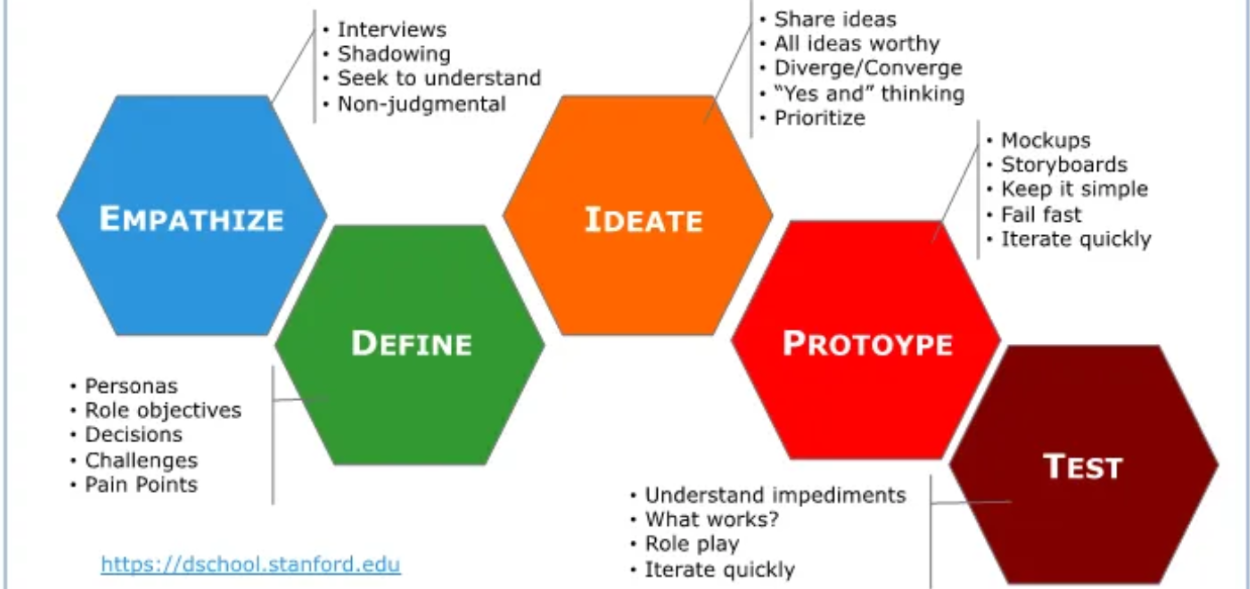 EMPATHIZE
• Interviews
• Shadowing
• Seek to understand
• Non-judgmental
DEFINE
• Personas
• Role objectives
• Decisions
• Challenges
• Pain Points
IDEATE
• Share ideas
• All ideas worthy
• Diverge/Converge
• “Yes and” thinking
• Prioritize
PROTOYPE
• Mockups
• Storyboards
• Keep it simple
• Fail fast
• Iterate quickly
TEST
• Understand impediments
• What works?
• Role play
• Iterate quickly
https://dschool.stanford.edu